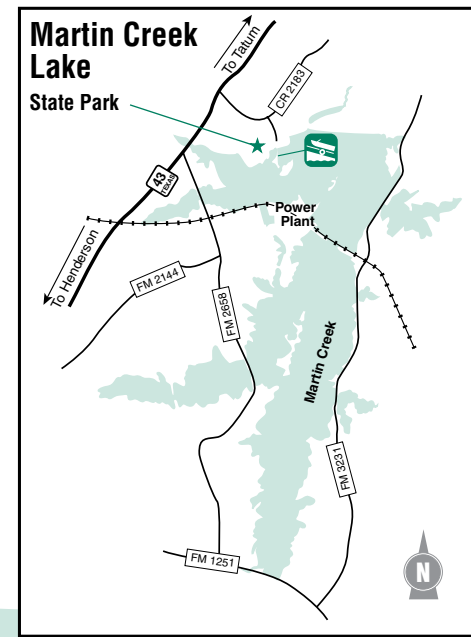 Martin Creek
Lake
State Park
To Tatum
CR 2183
43
TEXAS
Power
Plant
To Henderson
FM 2144
FM 2658
Martin Creek
FM 3231
FM 1251
N